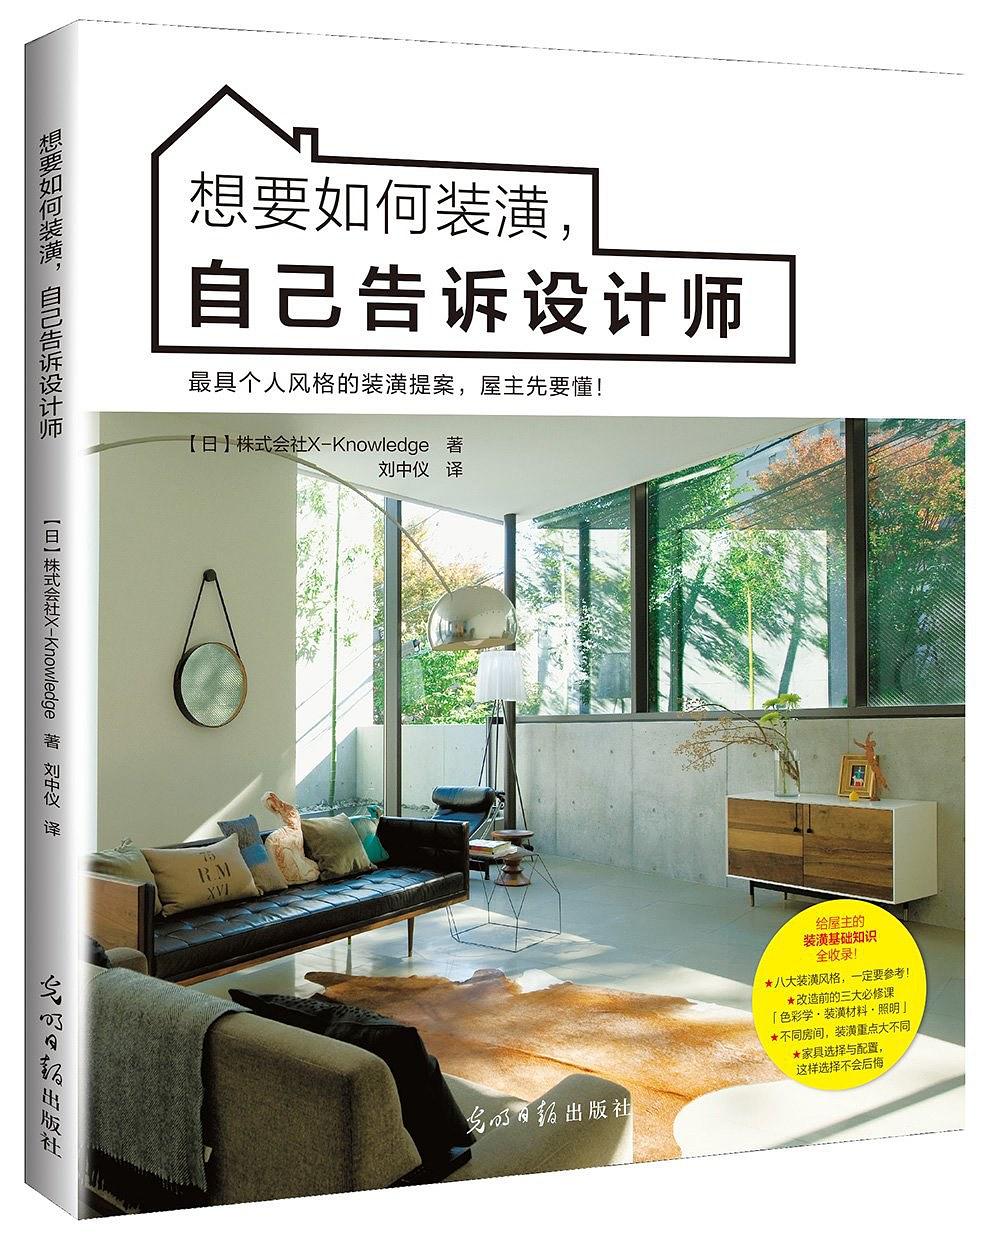 想要如何装潢,
自己告诉设计师
最具个人风格的装潢提案，屋主先要懂！
【日】株式会社X-Knowledge 著
刘中仪 译
75
R.M
XVI
给屋主的
装潢基础知识
全收录！
★八大装潢风格，一定要参考！
★改造前的三大必修课
「色彩学·装潢材料·照明」
★不同房间，装潢重点大不同
★家具选择与配置，
这样选择不会后悔
光明日报出版社
想要如何装潢，自己告诉设计师
【日】株式会社X-Knowledge 著 刘中仪 译
光明日报出版社